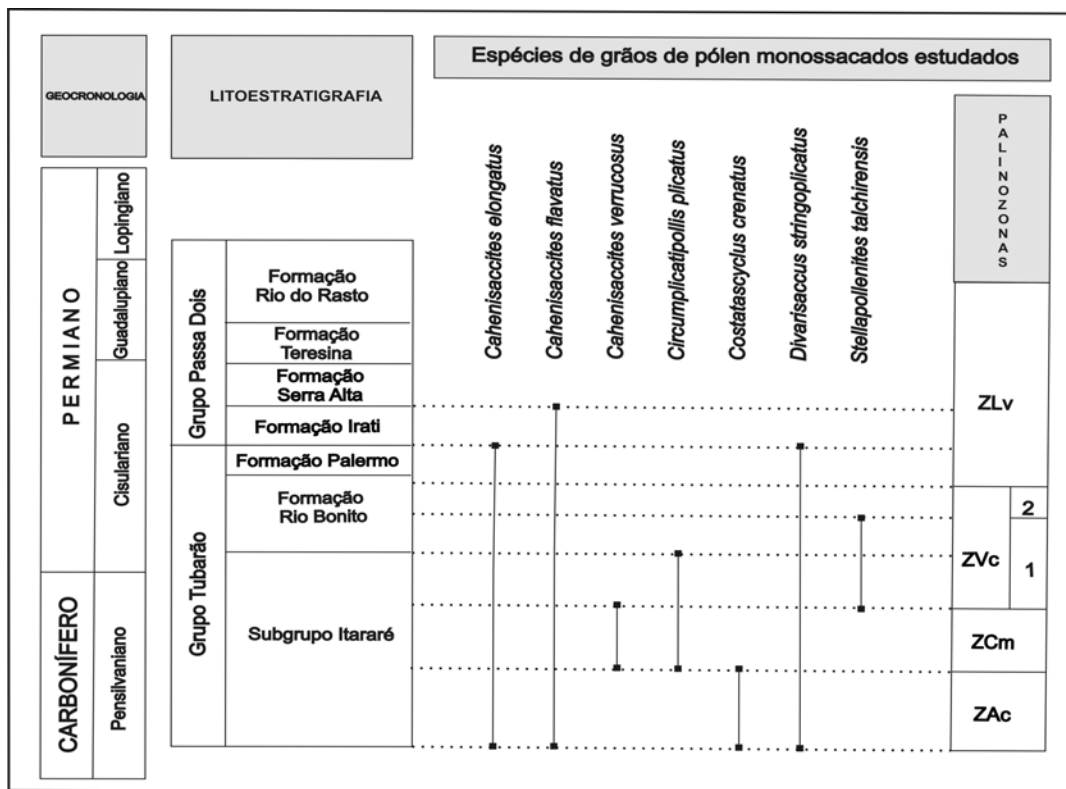 Espécies de grãos de pólen monossacados estudados
GEOCRONOLOGIA
LITOESTRATIGRAFIA
PALINOZONAS
Cahenisaccites elongatus
Cahenisaccites flavatus
Cahenisaccites verrucosus
Circumplicatipollis plicatus
Costatascyclus crenatus
Divarisaccus stringoplicatus
Stellapollenites talchirensis
PERMIANO
Lopingiano
Guadalupiano
Cisulariano
CARBONÍFERO
Pensilvaniano
Grupo Passa Dois
Formação
Rio do Rasto
Formação
Teresina
Formação
Serra Alta
Formação Irati
Grupo Tubarão
Formação Palermo
Formação
Rio Bonito
Subgrupo Itararé
ZLv
ZVc
2
1
ZCm
ZAc